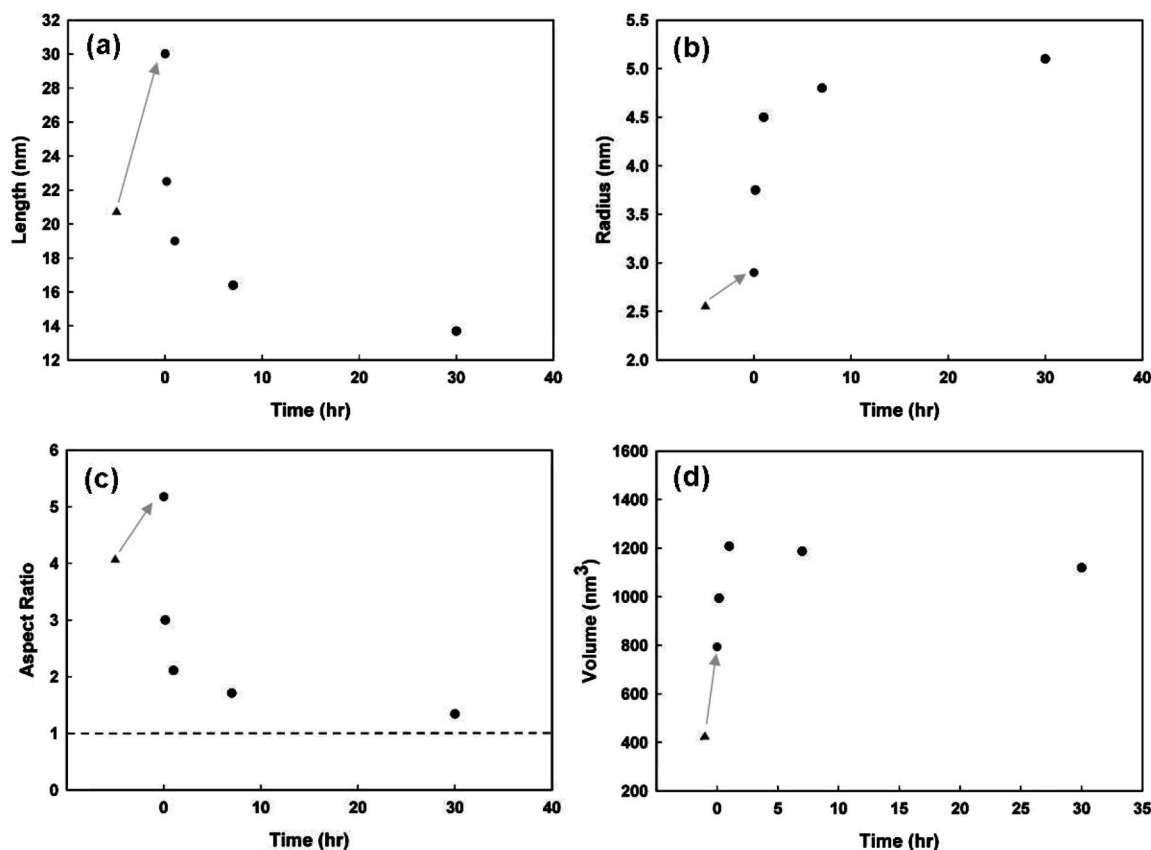 (a)
Length (nm)
32
30
28
26
24
22
20
18
16
14
12
0 10 20 30 40
Time (hr)
(b)
Radius (nm)
5.5
5.0
4.5
4.0
3.5
3.0
2.5
2.0
0 10 20 30 40
Time (hr)
(c)
Aspect Ratio
6
5
4
3
2
1
0
0 10 20 30 40
Time (hr)
(d)
Volume (nm³)
1600
1400
1200
1000
800
600
400
200
0 5 10 15 20 25 30 35
Time (hr)